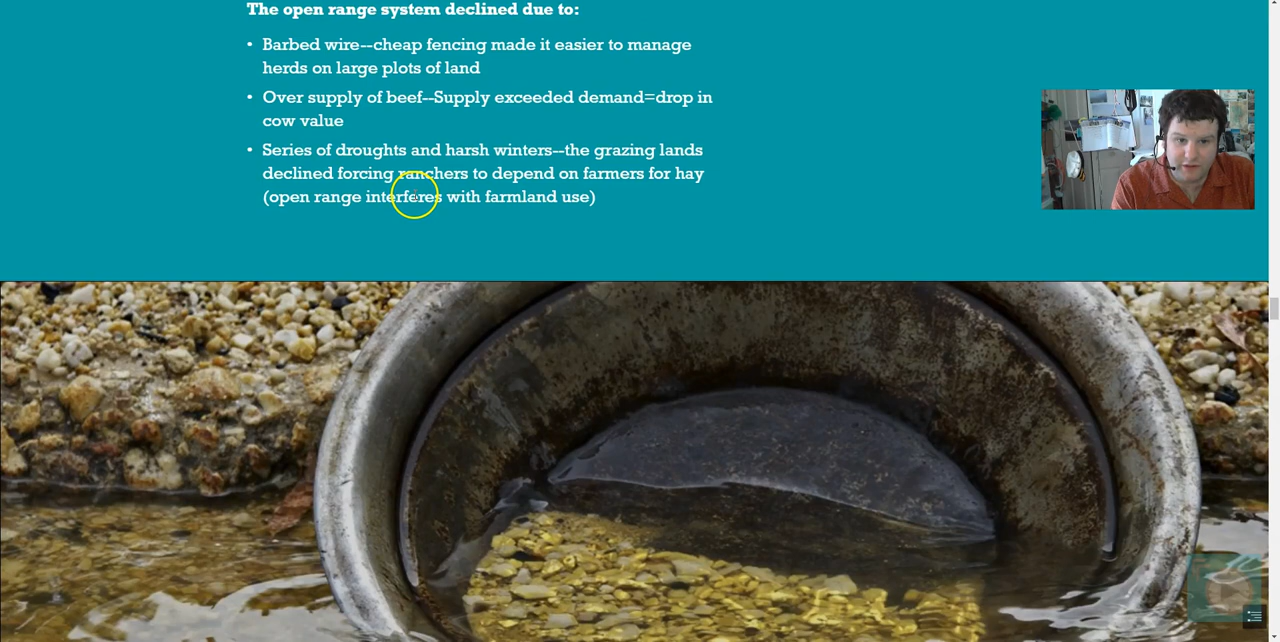 The open range system declined due to:
• Barbed wire--cheap fencing made it easier to manage
herds on large plots of land
• Over supply of beef--Supply exceeded demand=drop in
cow value
• Series of droughts and harsh winters--the grazing lands
declined forcing ranchers to depend on farmers for hay
(open range interferes with farmland use)